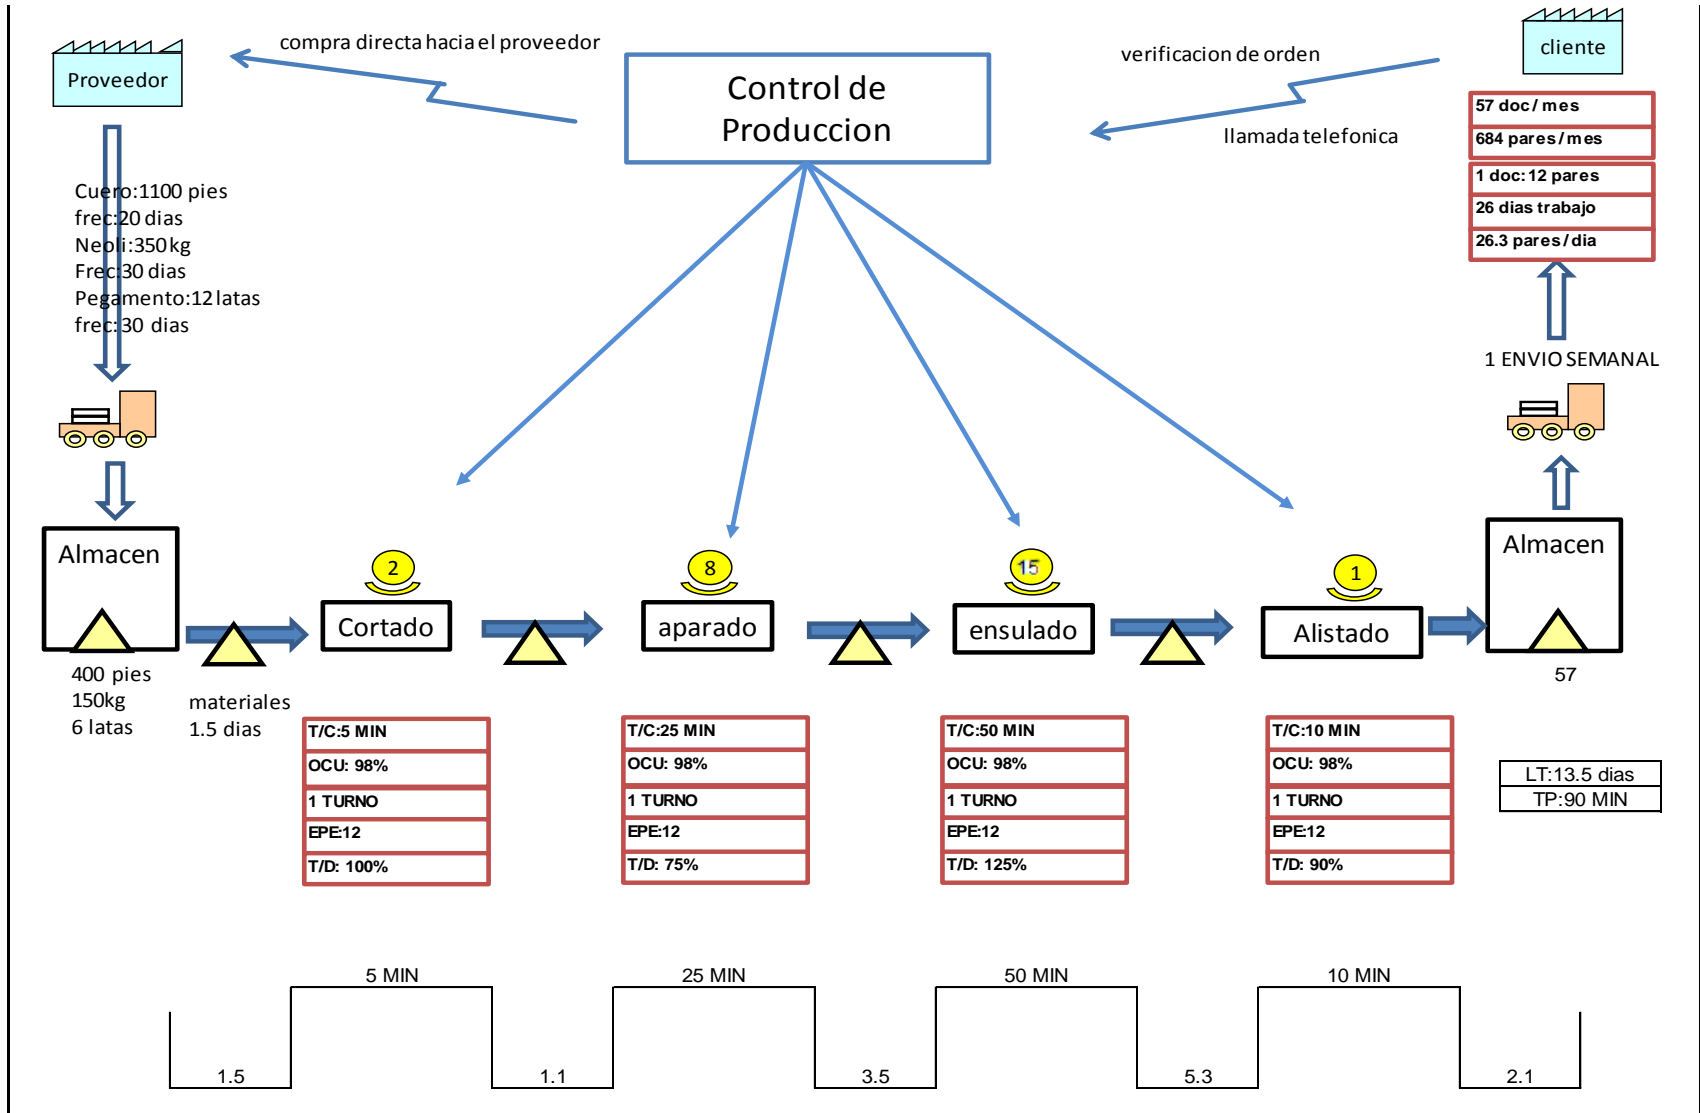 Proveedor
compra directa hacia el proveedor
Control de
Produccion
verificacion de orden
llamada telefonica
cliente
57 doc / mes
684 pares / mes
1 doc: 12 pares
26 dias trabajo
26.3 pares / dia
Cuero:1100 pies
frec:20 dias
Neoli:350kg
Frec:30 dias
Pegamento:12 latas
frec:30 dias
1 ENVIO SEMANAL
Almacen
400 pies
150kg
6 latas
materiales
1.5 dias
2
Cortado
8
aparado
15
ensulado
1
Alistado
Almacen
57
T/C:5 MIN
OCU: 98%
1 TURNO
EPE:12
T/D: 100%
T/C:25 MIN
OCU: 98%
1 TURNO
EPE:12
T/D: 75%
T/C:50 MIN
OCU: 98%
1 TURNO
EPE:12
T/D: 125%
T/C:10 MIN
OCU: 98%
1 TURNO
EPE:12
T/D: 90%
LT:13.5 dias
TP:90 MIN
5 MIN
25 MIN
50 MIN
10 MIN
1.5
1.1
3.5
5.3
2.1